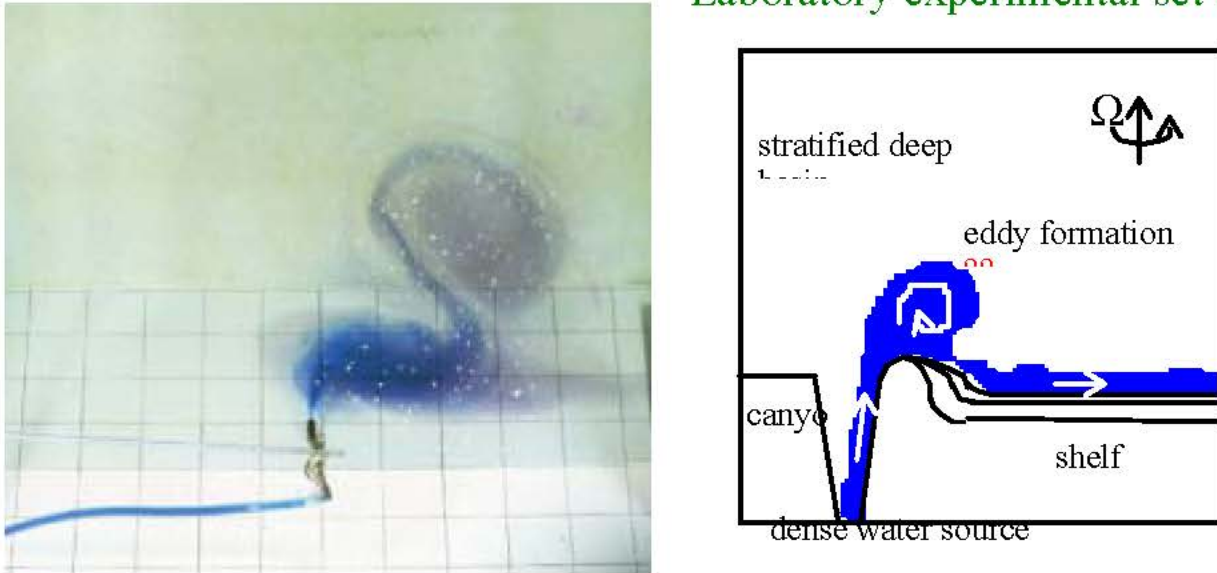 Laboratory experimental set
Ω
stratified deep
eddy formation
canyo
shelf
dense water source